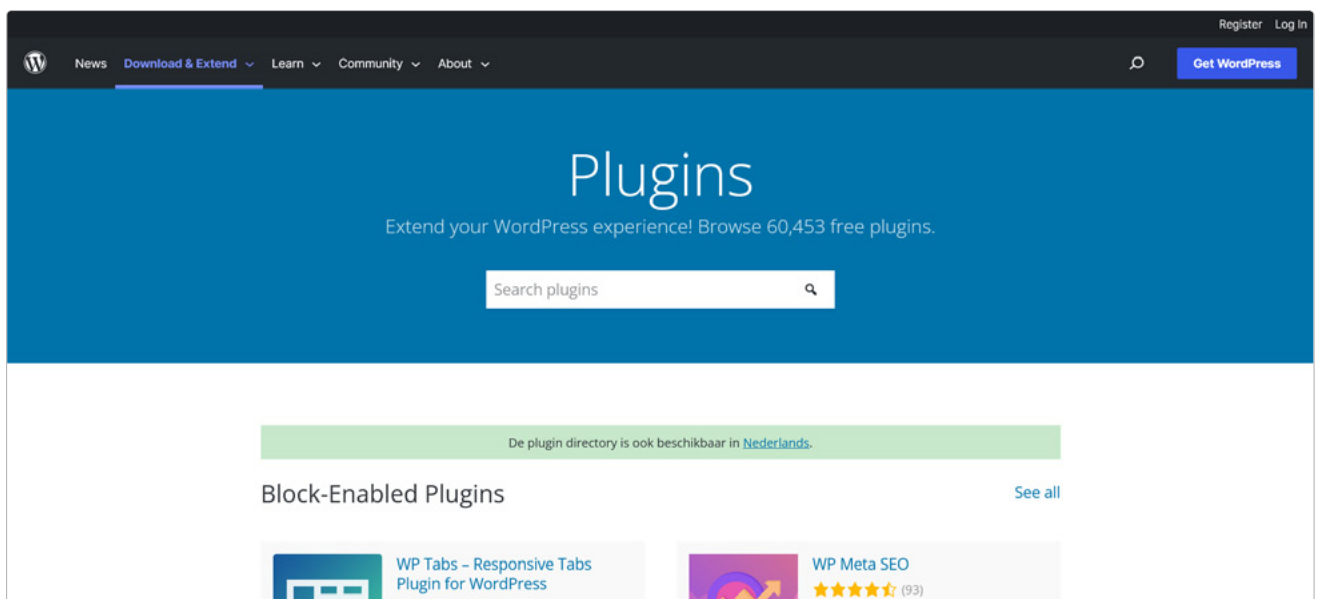 Register Log In
News Download & Extend Learn Community About Get WordPress
Plugins
Extend your WordPress experience! Browse 60,453 free plugins.
Search plugins
De plugin directory is ook beschikbaar in Nederlands.
Block-Enabled Plugins See all
WP Tabs – Responsive Tabs
Plugin for WordPress
WP Meta SEO
(93)